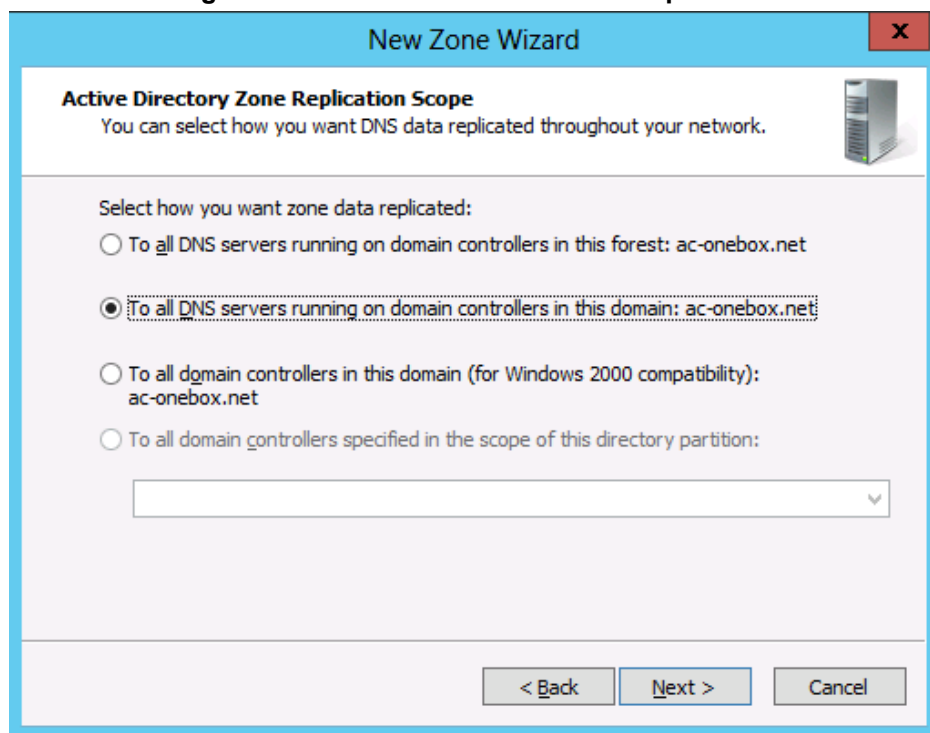 New Zone Wizard
x
Active Directory Zone Replication Scope
You can select how you want DNS data replicated throughout your network.
Select how you want zone data replicated:
To all DNS servers running on domain controllers in this forest: ac-onebox.net
To all DNS servers running on domain controllers in this domain: ac-onebox.net
To all domain controllers in this domain (for Windows 2000 compatibility):
ac-onebox.net
To all domain controllers specified in the scope of this directory partition:
< Back Next > Cancel